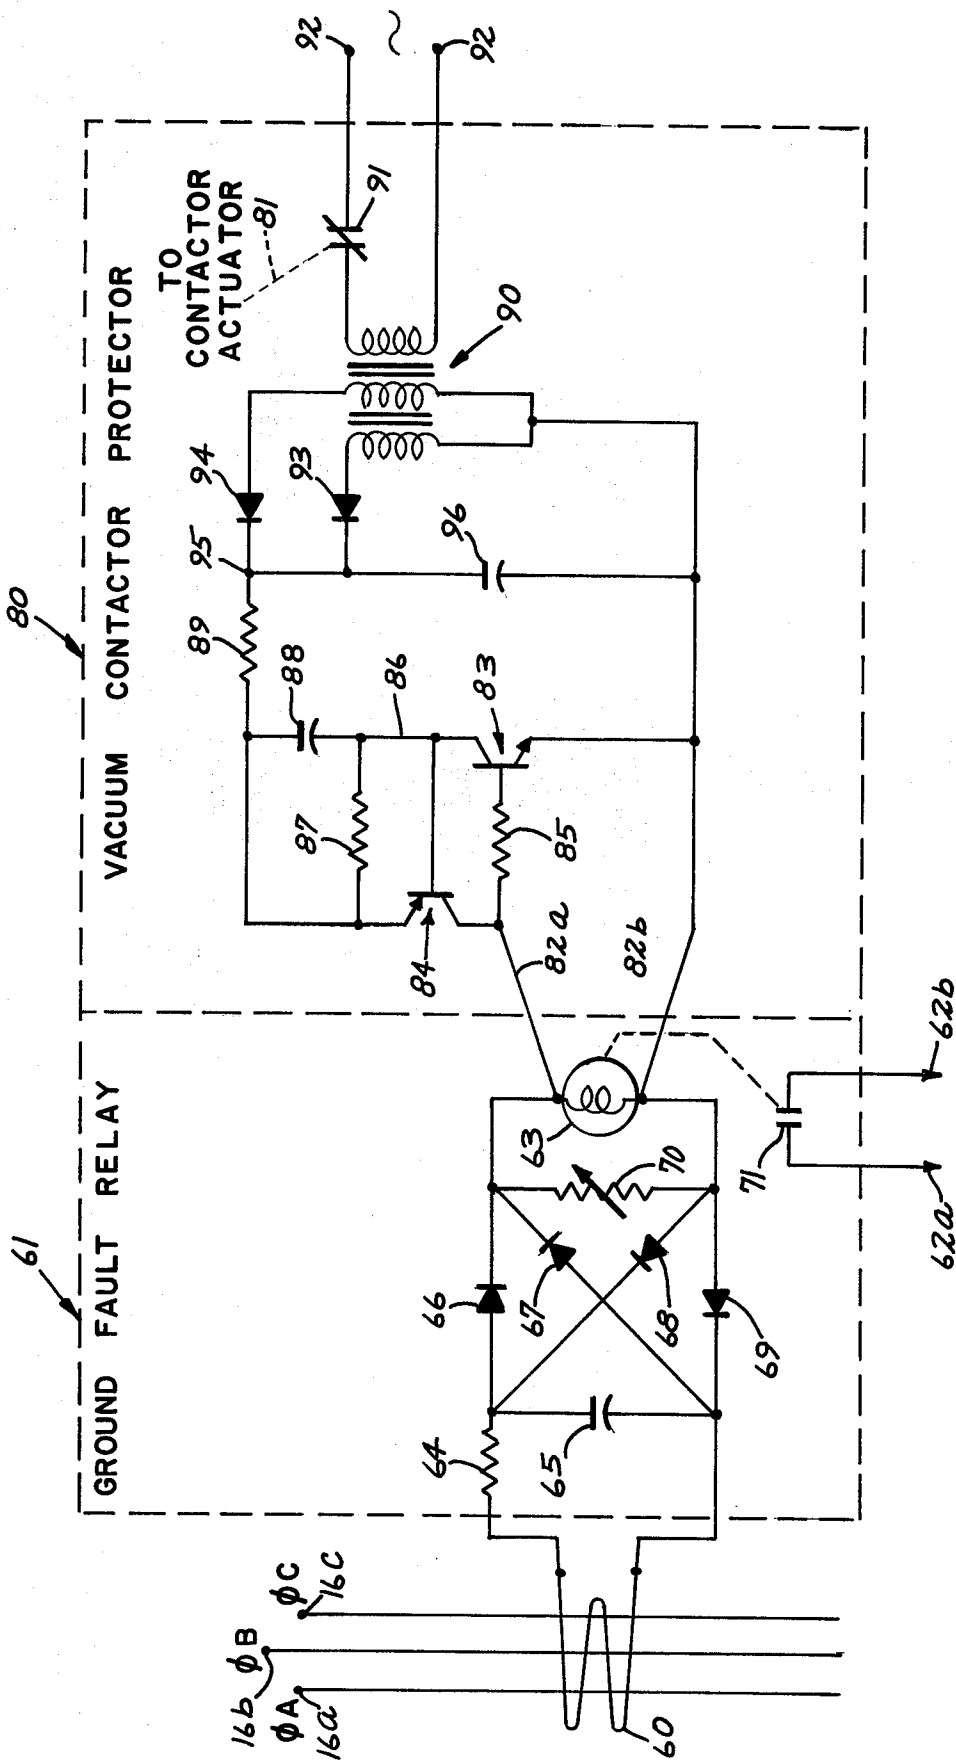 80
61
GROUND FAULT RELAY
VACUUM CONTACTOR PROTECTOR
TO
CONTACTOR
ACTUATOR
81
94
95
89
93
91
92
92
88
87
86
96
90
84
83
85
82a
82b
63
66
67
70
64
65
68
69
71
62a
62b
16b
ϕB
ϕC
16C
ϕA
16a
60